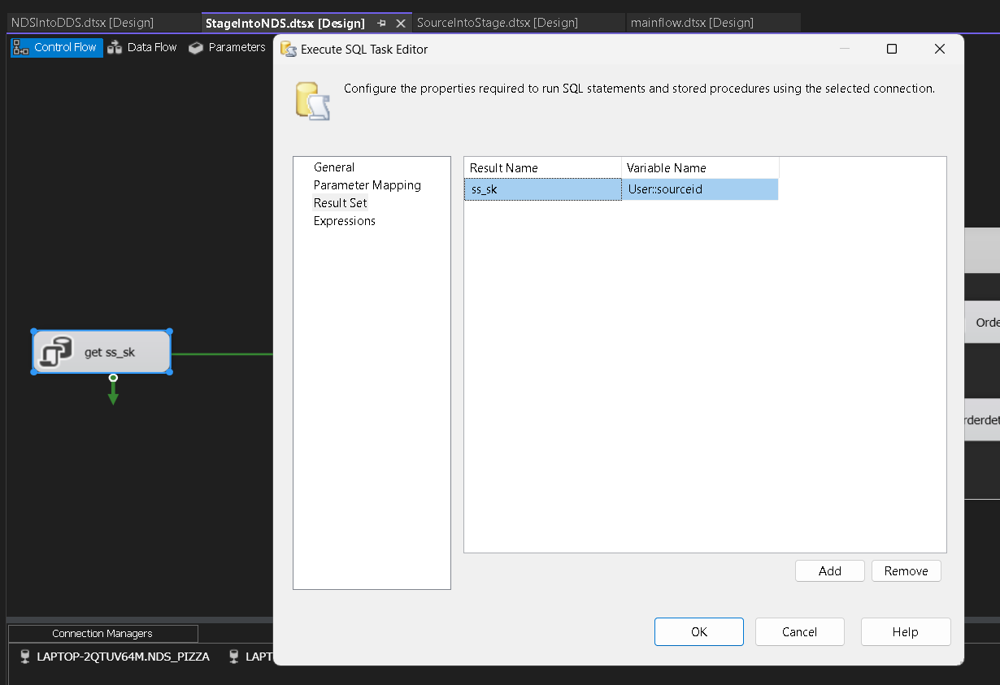 NDSIntoDDS.dtsx [Design] StageIntoNDS.dtsx [Design] SourceIntoStage.dtsx [Design] mainflow.dtsx [Design]
Control Flow Data Flow Parameters
Execute SQL Task Editor
Configure the properties required to run SQL statements and stored procedures using the selected connection.
General
Parameter Mapping
Result Set
Expressions
Result Name Variable Name
ss_sk User::sourceid
Orde
get ss_sk
rderdet
Add Remove
OK Cancel Help
Connection Managers
LAPTOP-2QTUV64M.NDS_PIZZA LAPT